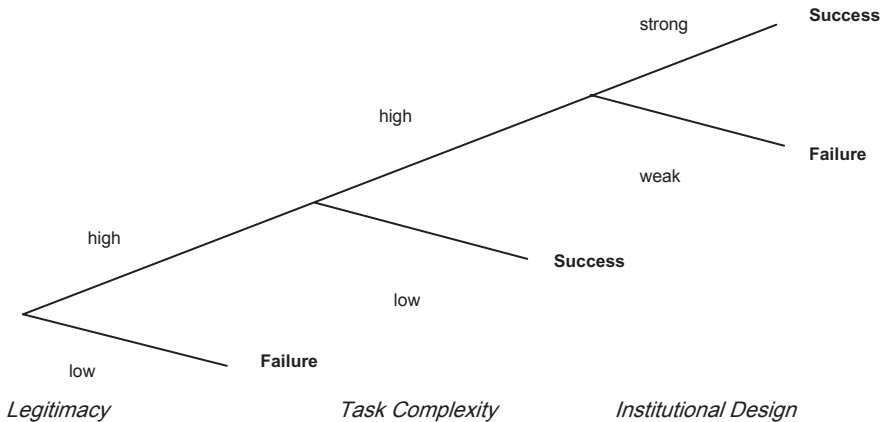 strong
Success
high
Failure
weak
high
Success
low
Failure
low
Legitimacy
Task Complexity
Institutional Design